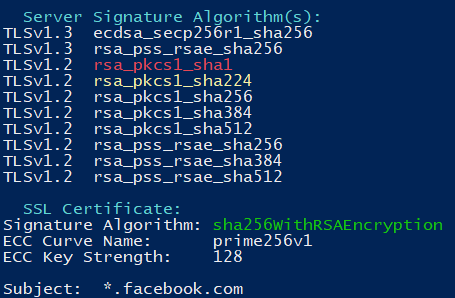 Server Signature Algorithm(s):
TLSv1.3 ecdsa_secp256r1_sha256
TLSv1.3 rsa_pss_rsae_sha256
TLSv1.2 rsa_pkcs1_sha1
TLSv1.2 rsa_pkcs1_sha224
TLSv1.2 rsa_pkcs1_sha256
TLSv1.2 rsa_pkcs1_sha384
TLSv1.2 rsa_pkcs1_sha512
TLSv1.2 rsa_pss_rsae_sha256
TLSv1.2 rsa_pss_rsae_sha384
TLSv1.2 rsa_pss_rsae_sha512
SSL Certificate:
Signature Algorithm: sha256WithRSAEncryption
ECC Curve Name: prime256v1
ECC Key Strength: 128
Subject: *.facebook.com